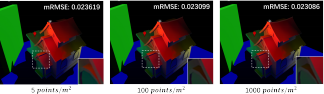 mRMSE: 0.023619
mRMSE: 0.023099
mRMSE: 0.023086
5 points/m²
100 points/m²
1000 points/m²